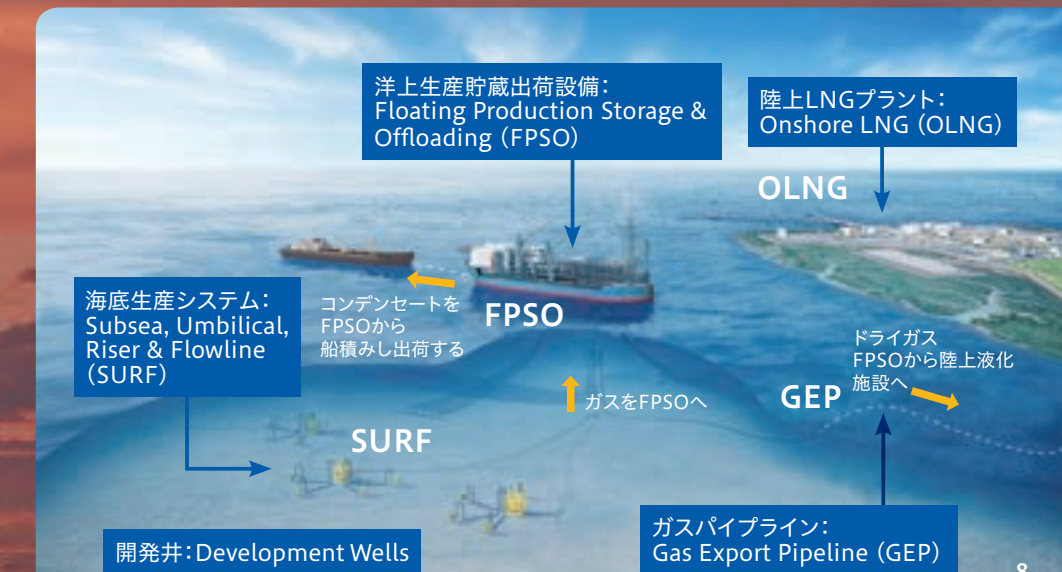 洋上生産貯蔵出荷設備：
Floating Production Storage &
Offloading（FPSO）
陸上LNGプラント：
Onshore LNG（OLNG）
OLNG
海底生産システム：
Subsea, Umbilical,
Riser & Flowline
（SURF）
コンデンセートを
FPSOから
船積みし出荷する
FPSO
ドライガス
FPSOから陸上液化
施設へ
GEP
ガスをFPSOへ
SURF
開発井：Development Wells
ガスパイプライン：
Gas Export Pipeline（GEP）
8